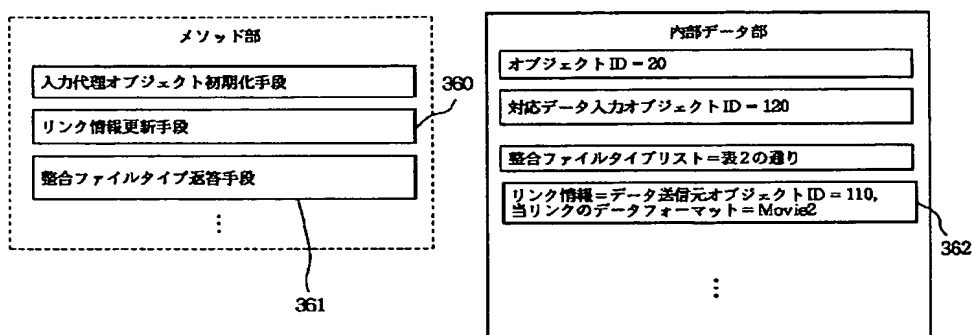 メソッド部
入力代理オブジェクト初期化手段
リンク情報更新手段
整合ファイルタイプ返答手段
⋮
360
361
内部データ部
オブジェクトID＝20
対応データ入力オブジェクトID＝120
整合ファイルタイプリスト＝表2の通り
リンク情報＝データ送信元オブジェクトID＝110,
当リンクのデータフォーマット＝Movie2
⋮
362